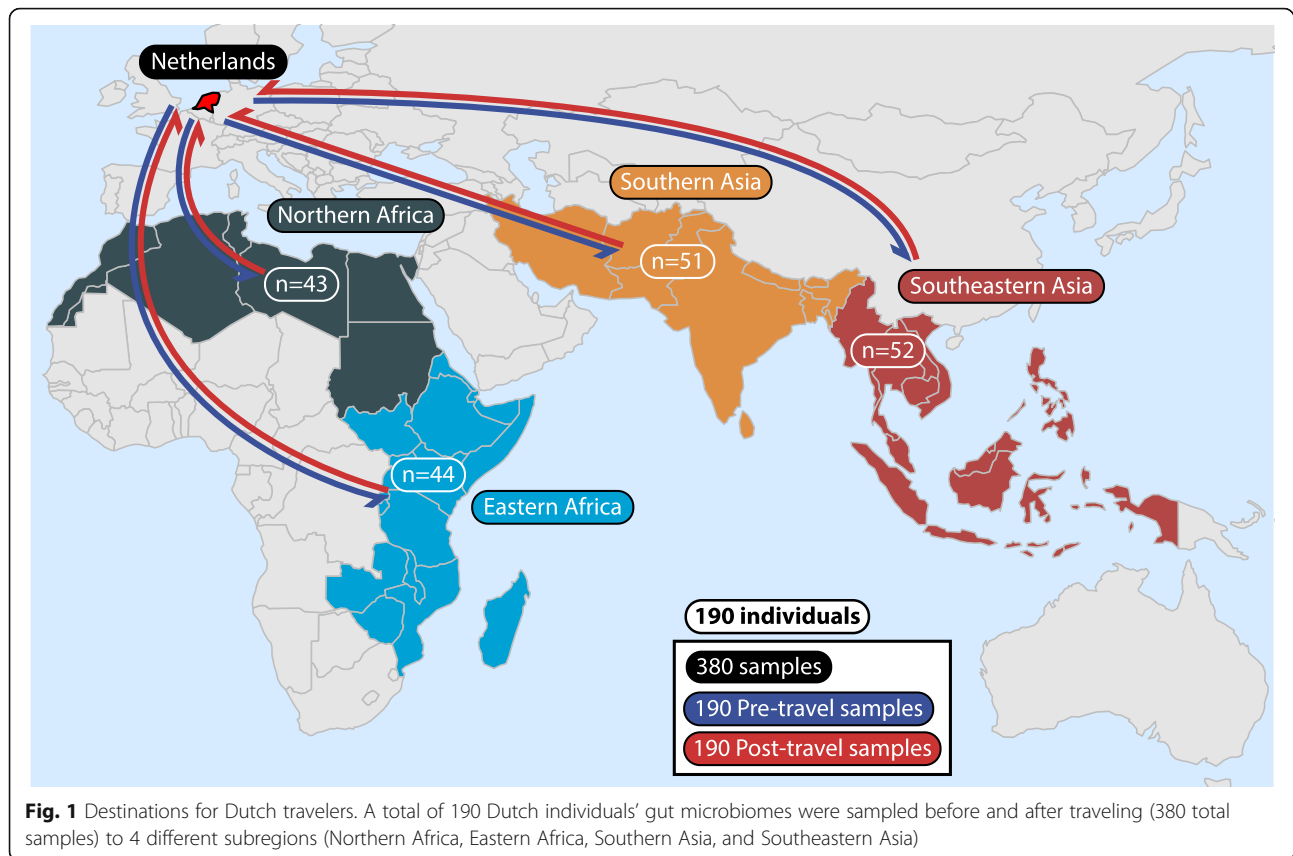 Netherlands
Southern Asia
Northern Africa
n=51
n=43
Southeastern Asia
n=52
n=44
Eastern Africa
190 individuals
380 samples
190 Pre-travel samples
190 Post-travel samples
Fig. 1 Destinations for Dutch travelers. A total of 190 Dutch individuals’ gut microbiomes were sampled before and after traveling (380 total
samples) to 4 different subregions (Northern Africa, Eastern Africa, Southern Asia, and Southeastern Asia)